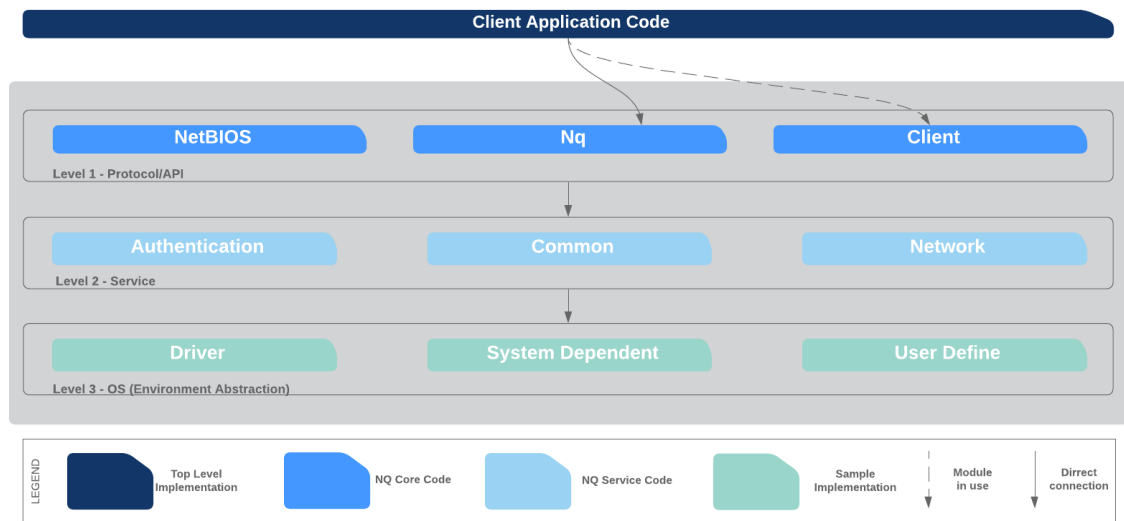 Client Application Code
NetBIOS
Nq
Client
Level 1 - Protocol/API
Authentication
Common
Network
Level 2 - Service
Driver
System Dependent
User Define
Level 3 - OS (Environment Abstraction)
LEGEND
Top Level
Implementation
NQ Core Code
NQ Service Code
Sample
Implementation
Module
in use
Dirrect
connection